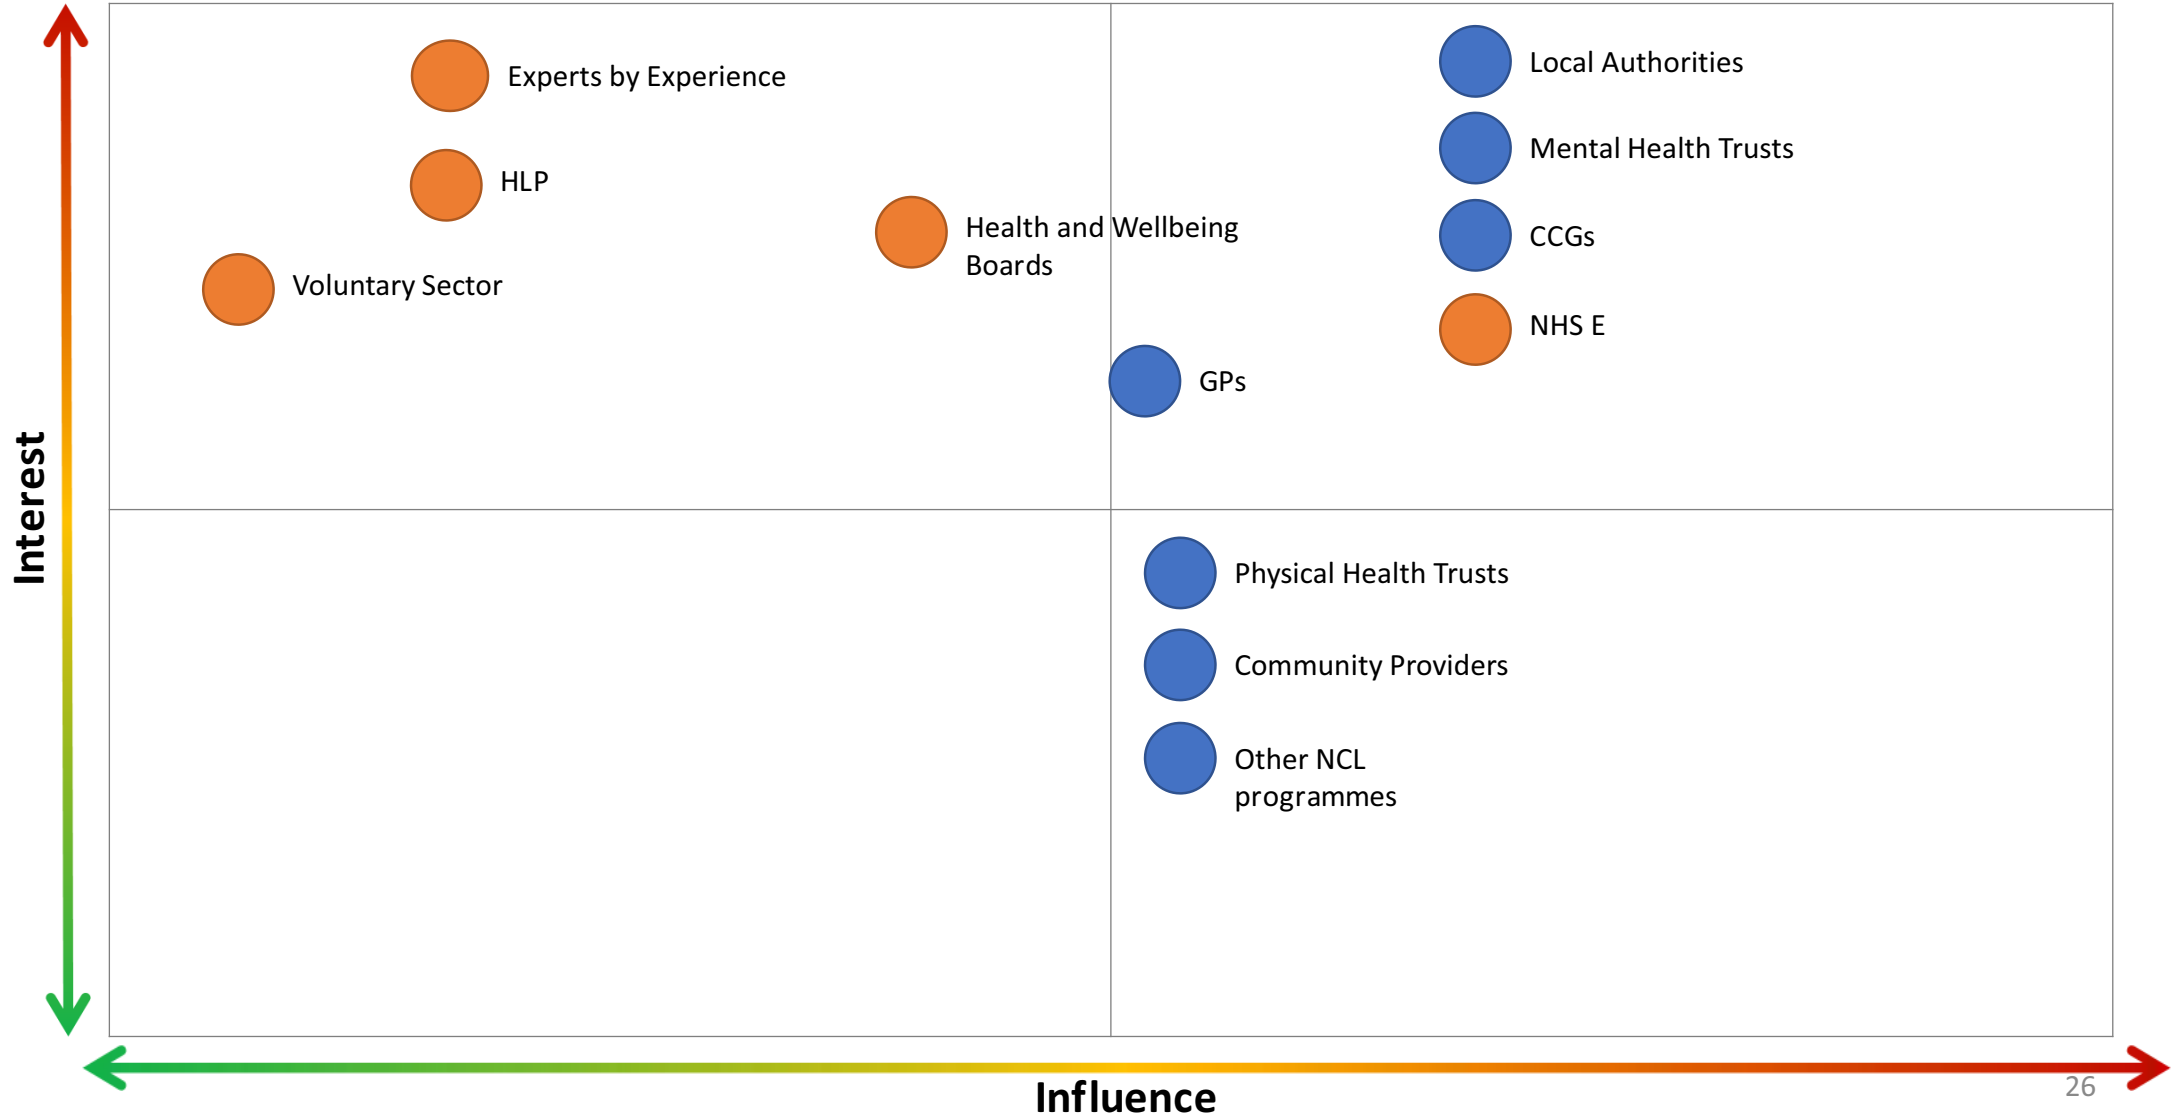 Local Authorities
Experts by Experience
Mental Health Trusts
HLP
Health and Wellbeing
Boards
CCGs
Voluntary Sector
NHS E
GPs
Interest
Physical Health Trusts
Community Providers
Other NCL
programmes
Influence
26